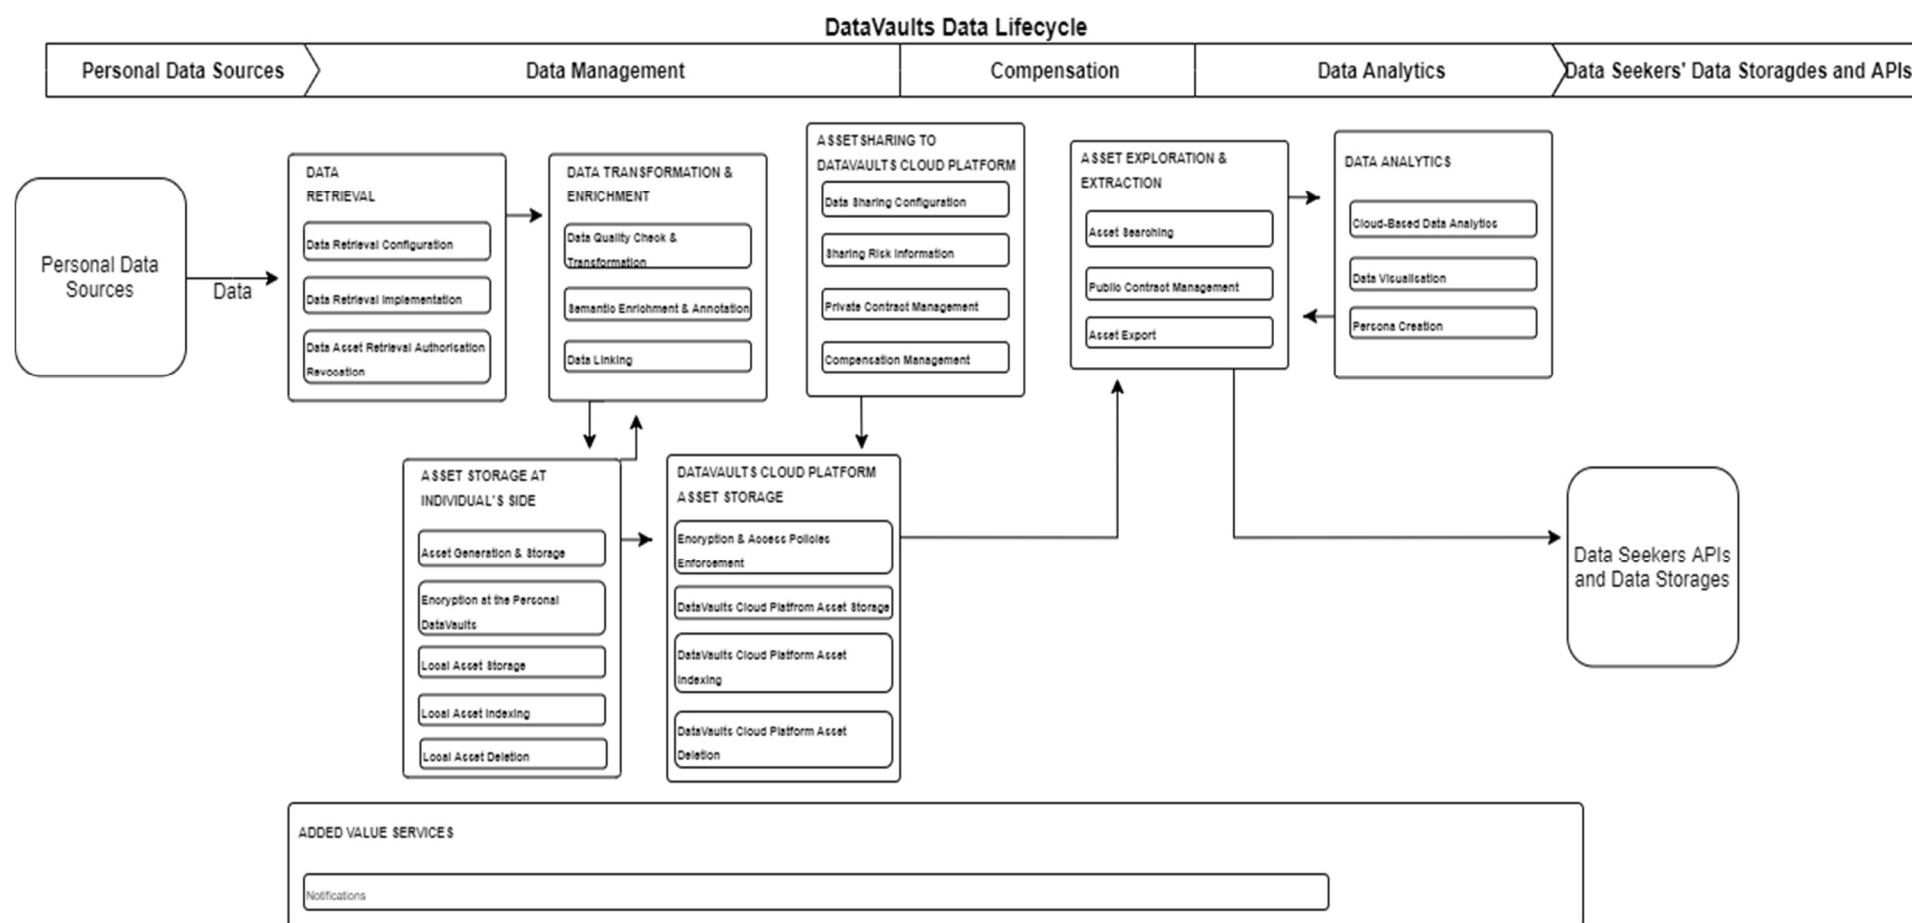 DataVaults Data Lifecycle
Personal Data Sources
Data Management
Compensation
Data Analytics
Data Seekers' Data Storagdes and APIs
Personal Data
Sources
Data
DATA
RETRIEVAL
Data Retrieval Configuration
Data Retrieval Implementation
Data Asset Retrieval Authorisation
Revocation
DATA TRANSFORMATION &
ENRICHMENT
Data Quality Check &
Transformation
Semantic Enrichment & Annotation
Data Linking
ASSETSHARING TO
DATAVAULTS CLOUD PLATFORM
Data Sharing Configuration
Sharing Risk Information
Private Contract Management
Compensation Management
ASSET EXPLORATION &
EXTRACTION
Asset Searching
Public Contract Management
Asset Export
DATA ANALYTICS
Cloud-Based Data Analytics
Data Visualisation
Persona Creation
ASSET STORAGE AT
INDIVIDUAL'S SIDE
Asset Generation & Storage
Encryption at the Personal
DataVaults
Local Asset Storage
Local Asset Indexing
Local Asset Deletion
DATAVAULTS CLOUD PLATFORM
ASSET STORAGE
Encryption & Access Policies
Enforcement
DataVaults Cloud Platfrom Asset Storage
DataVaults Cloud Platform Asset
Indexing
DataVaults Cloud Platform Asset
Deletion
Data Seekers APIs
and Data Storages
ADDED VALUE SERVICES
Notifications